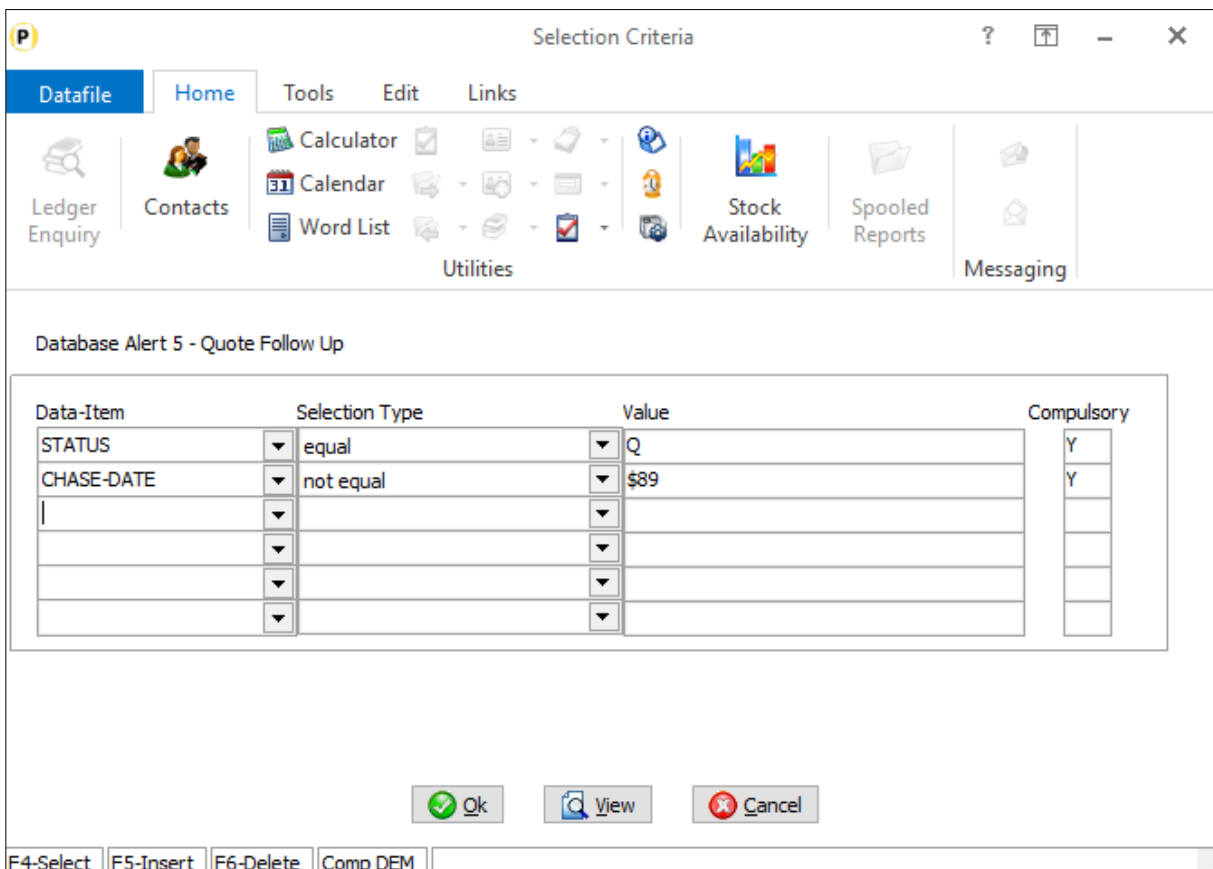 P Selection Criteria ?
Datafile Home Tools Edit Links
Calculator
31 Calendar
Word List
Ledger Enquiry
Contacts
Stock Availability
Spooled Reports
Utilities
Messaging
Database Alert 5 - Quote Follow Up
Data-Item Selection Type Value Compulsory
STATUS equal Q Y
CHASE-DATE not equal $89 Y
Ok View Cancel
F4-Select F5-Insert F6-Delete Comp DEM